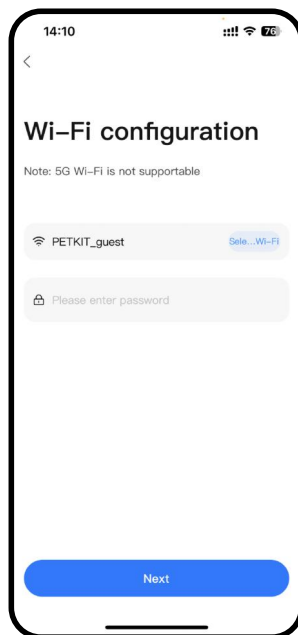 14:10
76
Wi-Fi configuration
Note: 5G Wi-Fi is not supportable
PETKIT_guest
Sele...Wi-Fi
Please enter password
Next